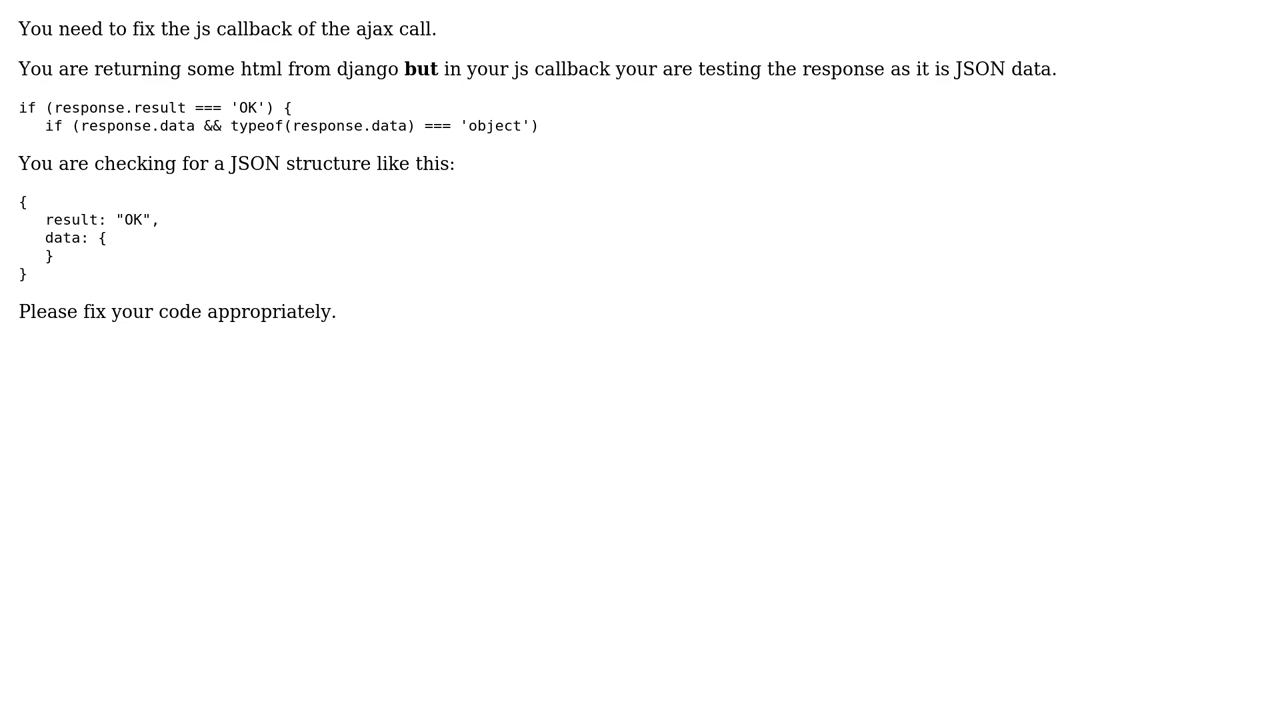 You need to fix the js callback of the ajax call.
You are returning some html from django but in your js callback your are testing the response as it is JSON data.
if (response.result === 'OK') {
   if (response.data && typeof(response.data) === 'object')
You are checking for a JSON structure like this:
{
   result: "OK",
   data: {
   }
}
Please fix your code appropriately.